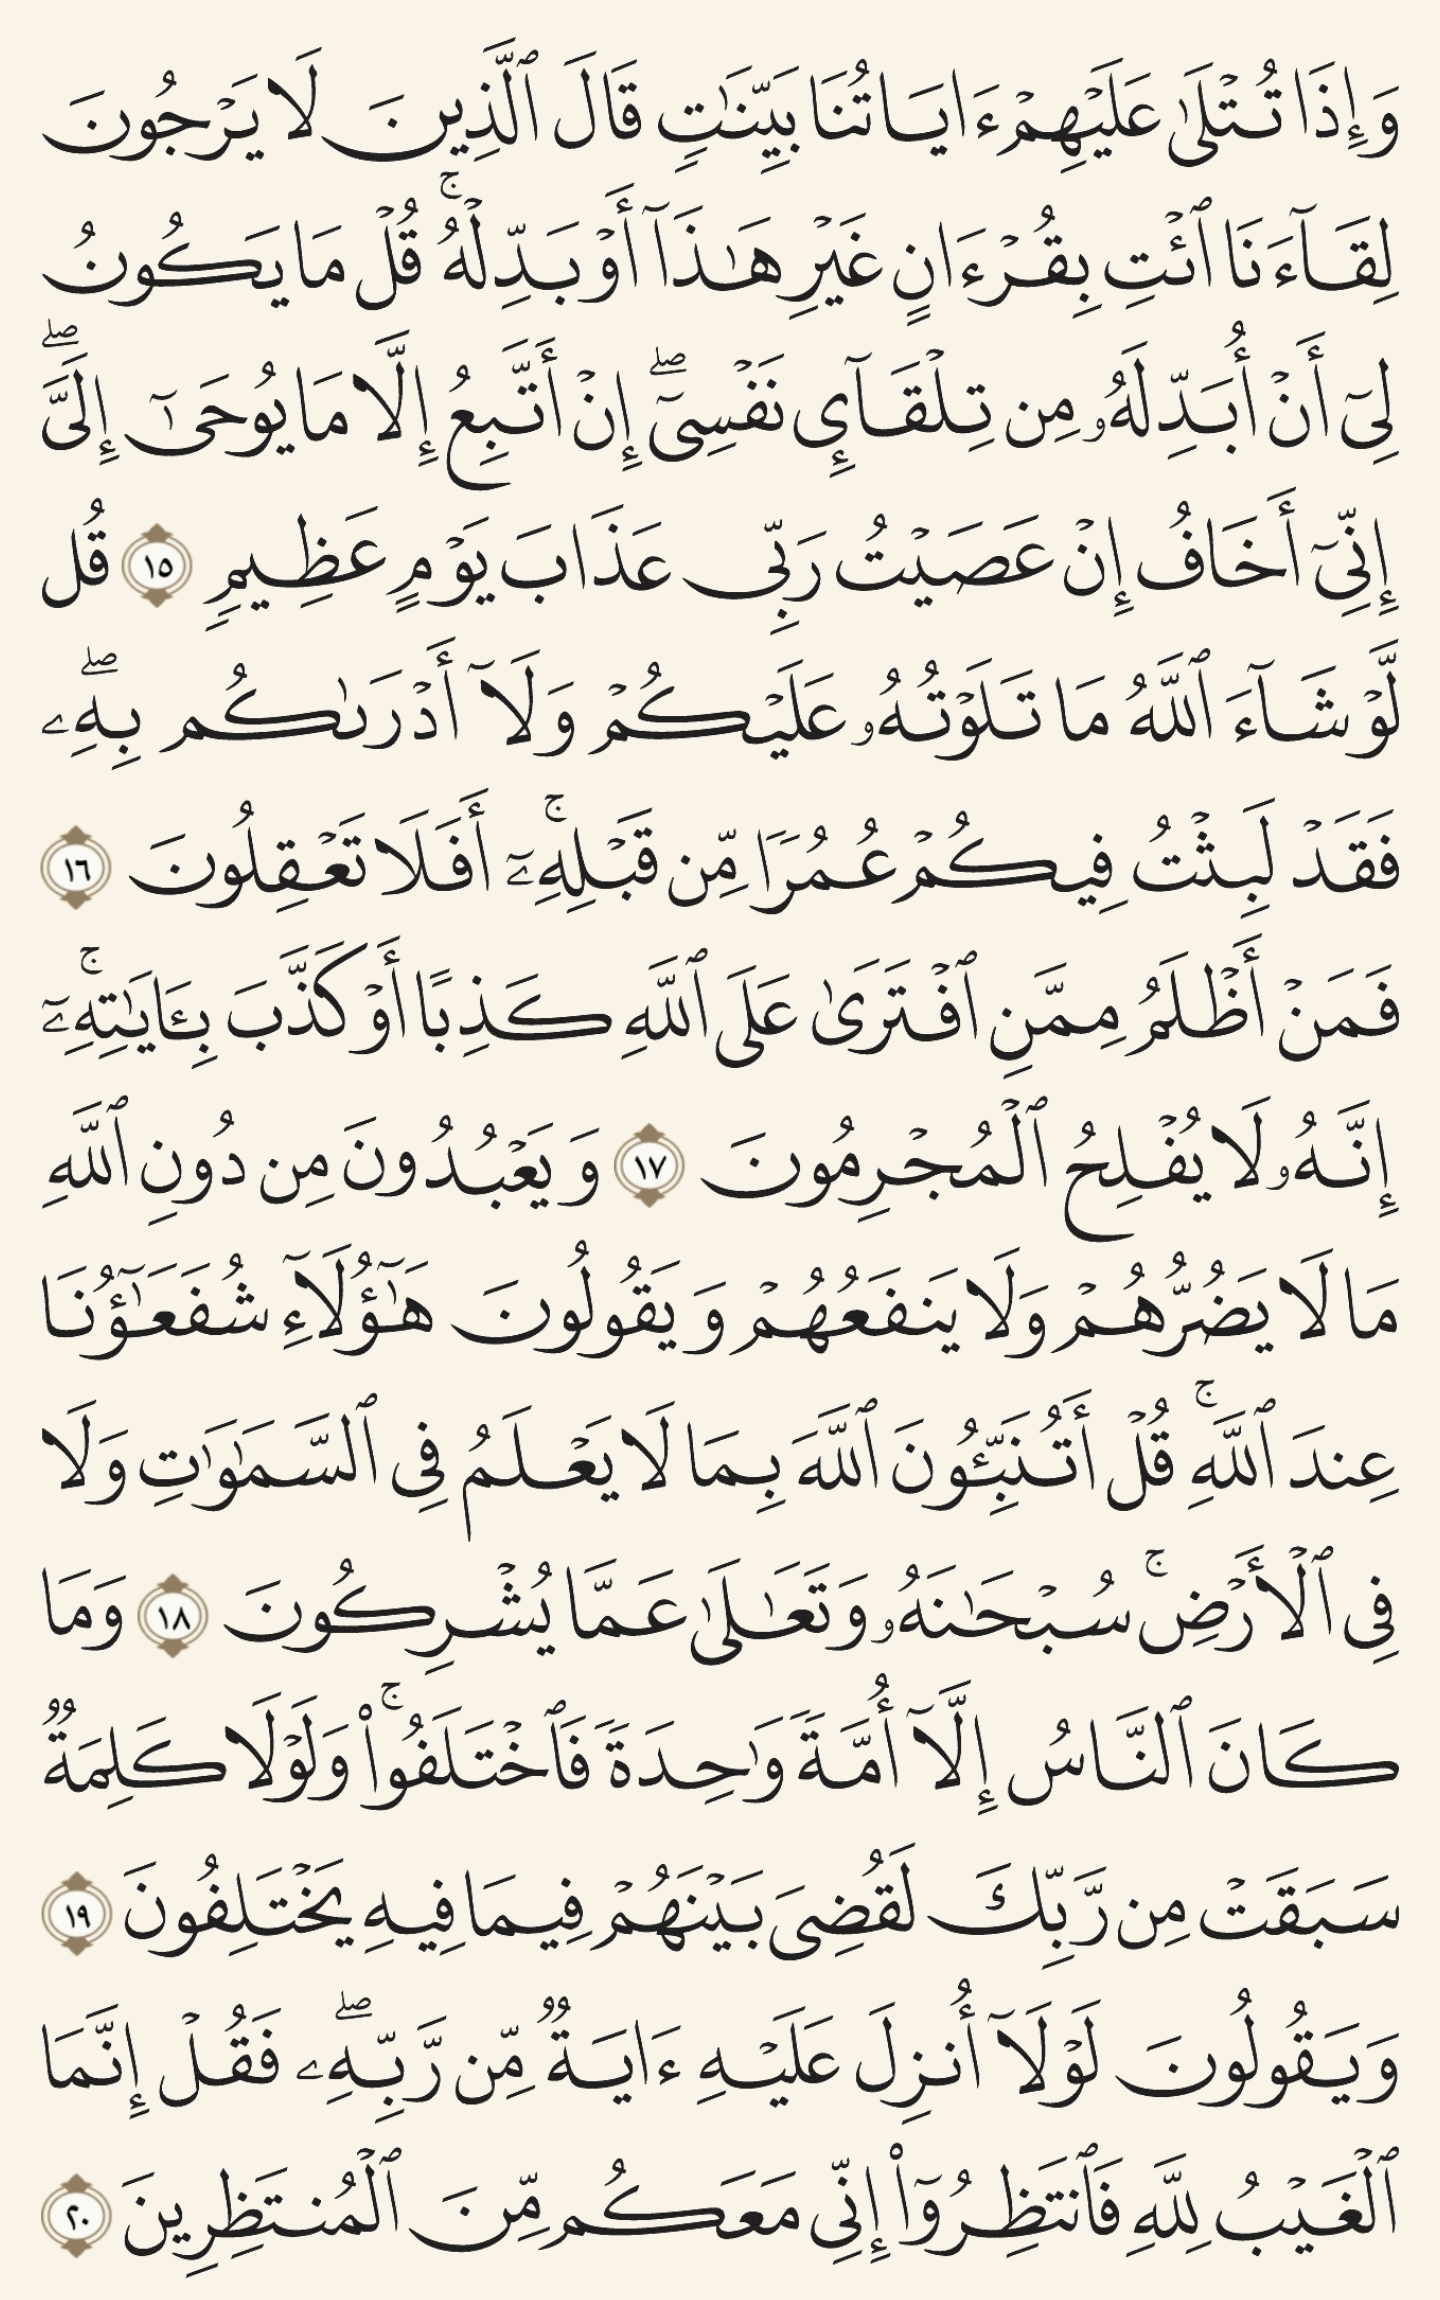 وَإِذَا تُتْلَىٰ عَلَيْهِمْ ءَايَاتُنَا بَيِّنَٰتٍ قَالَ ٱلَّذِينَ لَا يَرْجُونَ
لِقَآءَنَا ٱئْتِ بِقُرْءَانٍ غَيْرِ هَٰذَآ أَوْ بَدِّلْهُ ۚ قُلْ مَا يَكُونُ
لِىٓ أَنْ أُبَدِّلَهُۥ مِن تِلْقَآئِ نَفْسِىٓ ۖ إِنْ أَتَّبِعُ إِلَّا مَا يُوحَىٰٓ إِلَىَّ ۖ
إِنِّىٓ أَخَافُ إِنْ عَصَيْتُ رَبِّى عَذَابَ يَوْمٍ عَظِيمٍ ١٥ قُل
لَّوْ شَآءَ ٱللَّهُ مَا تَلَوْتُهُۥ عَلَيْكُمْ وَلَآ أَدْرَىٰكُم بِهِۦ ۖ
فَقَدْ لَبِثْتُ فِيكُمْ عُمُرًا مِّن قَبْلِهِۦٓ ۚ أَفَلَا تَعْقِلُونَ ١٦
فَمَنْ أَظْلَمُ مِمَّنِ ٱفْتَرَىٰ عَلَى ٱللَّهِ كَذِبًا أَوْ كَذَّبَ بِـَٔايَٰتِهِۦٓ ۚ
إِنَّهُۥ لَا يُفْلِحُ ٱلْمُجْرِمُونَ ١٧ وَيَعْبُدُونَ مِن دُونِ ٱللَّهِ
مَا لَا يَضُرُّهُمْ وَلَا يَنفَعُهُمْ وَيَقُولُونَ هَٰٓؤُلَآءِ شُفَعَٰٓؤُنَا
عِندَ ٱللَّهِ ۚ قُلْ أَتُنَبِّـُٔونَ ٱللَّهَ بِمَا لَا يَعْلَمُ فِى ٱلسَّمَٰوَٰتِ وَلَا
فِى ٱلْأَرْضِ ۚ سُبْحَٰنَهُۥ وَتَعَٰلَىٰ عَمَّا يُشْرِكُونَ ١٨ وَمَا
كَانَ ٱلنَّاسُ إِلَّآ أُمَّةً وَٰحِدَةً فَٱخْتَلَفُوا۟ ۚ وَلَوْلَا كَلِمَةٌ
سَبَقَتْ مِن رَّبِّكَ لَقُضِىَ بَيْنَهُمْ فِيمَا فِيهِ يَخْتَلِفُونَ ١٩
وَيَقُولُونَ لَوْلَآ أُنزِلَ عَلَيْهِ ءَايَةٌ مِّن رَّبِّهِۦ ۖ فَقُلْ إِنَّمَا
ٱلْغَيْبُ لِلَّهِ فَٱنتَظِرُوٓا۟ إِنِّى مَعَكُم مِّنَ ٱلْمُنتَظِرِينَ ٢٠